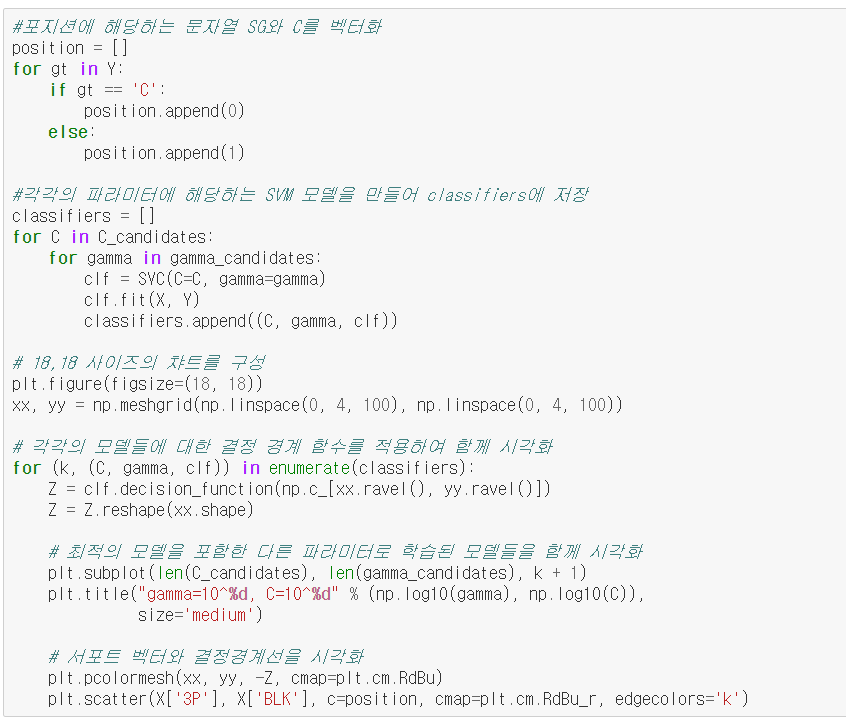 #포지션에 해당하는 문자열 SG와 C를 벡터화
position = []
for gt in Y:
    if gt == 'C':
        position.append(0)
    else:
        position.append(1)

#각각의 파라미터에 해당하는 SVM 모델을 만들어 classifiers에 저장
classifiers = []
for C in C_candidates:
    for gamma in gamma_candidates:
        clf = SVC(C=C, gamma=gamma)
        clf.fit(X, Y)
        classifiers.append((C, gamma, clf))

# 18,18 사이즈의 챠트를 구성
plt.figure(figsize=(18, 18))
xx, yy = np.meshgrid(np.linspace(0, 4, 100), np.linspace(0, 4, 100))

# 각각의 모델들에 대한 결정 경계 함수를 적용하여 함께 시각화
for (k, (C, gamma, clf)) in enumerate(classifiers):
    Z = clf.decision_function(np.c_[xx.ravel(), yy.ravel()])
    Z = Z.reshape(xx.shape)

    # 최적의 모델을 포함한 다른 파라미터로 학습된 모델들을 함께 시각화
    plt.subplot(len(C_candidates), len(gamma_candidates), k + 1)
    plt.title("gamma=10^%d, C=10^%d" % (np.log10(gamma), np.log10(C)),
              size='medium')

    # 서포트 벡터와 결정경계선을 시각화
    plt.pcolormesh(xx, yy, -Z, cmap=plt.cm.RdBu)
    plt.scatter(X['3P'], X['BLK'], c=position, cmap=plt.cm.RdBu_r, edgecolors='k')